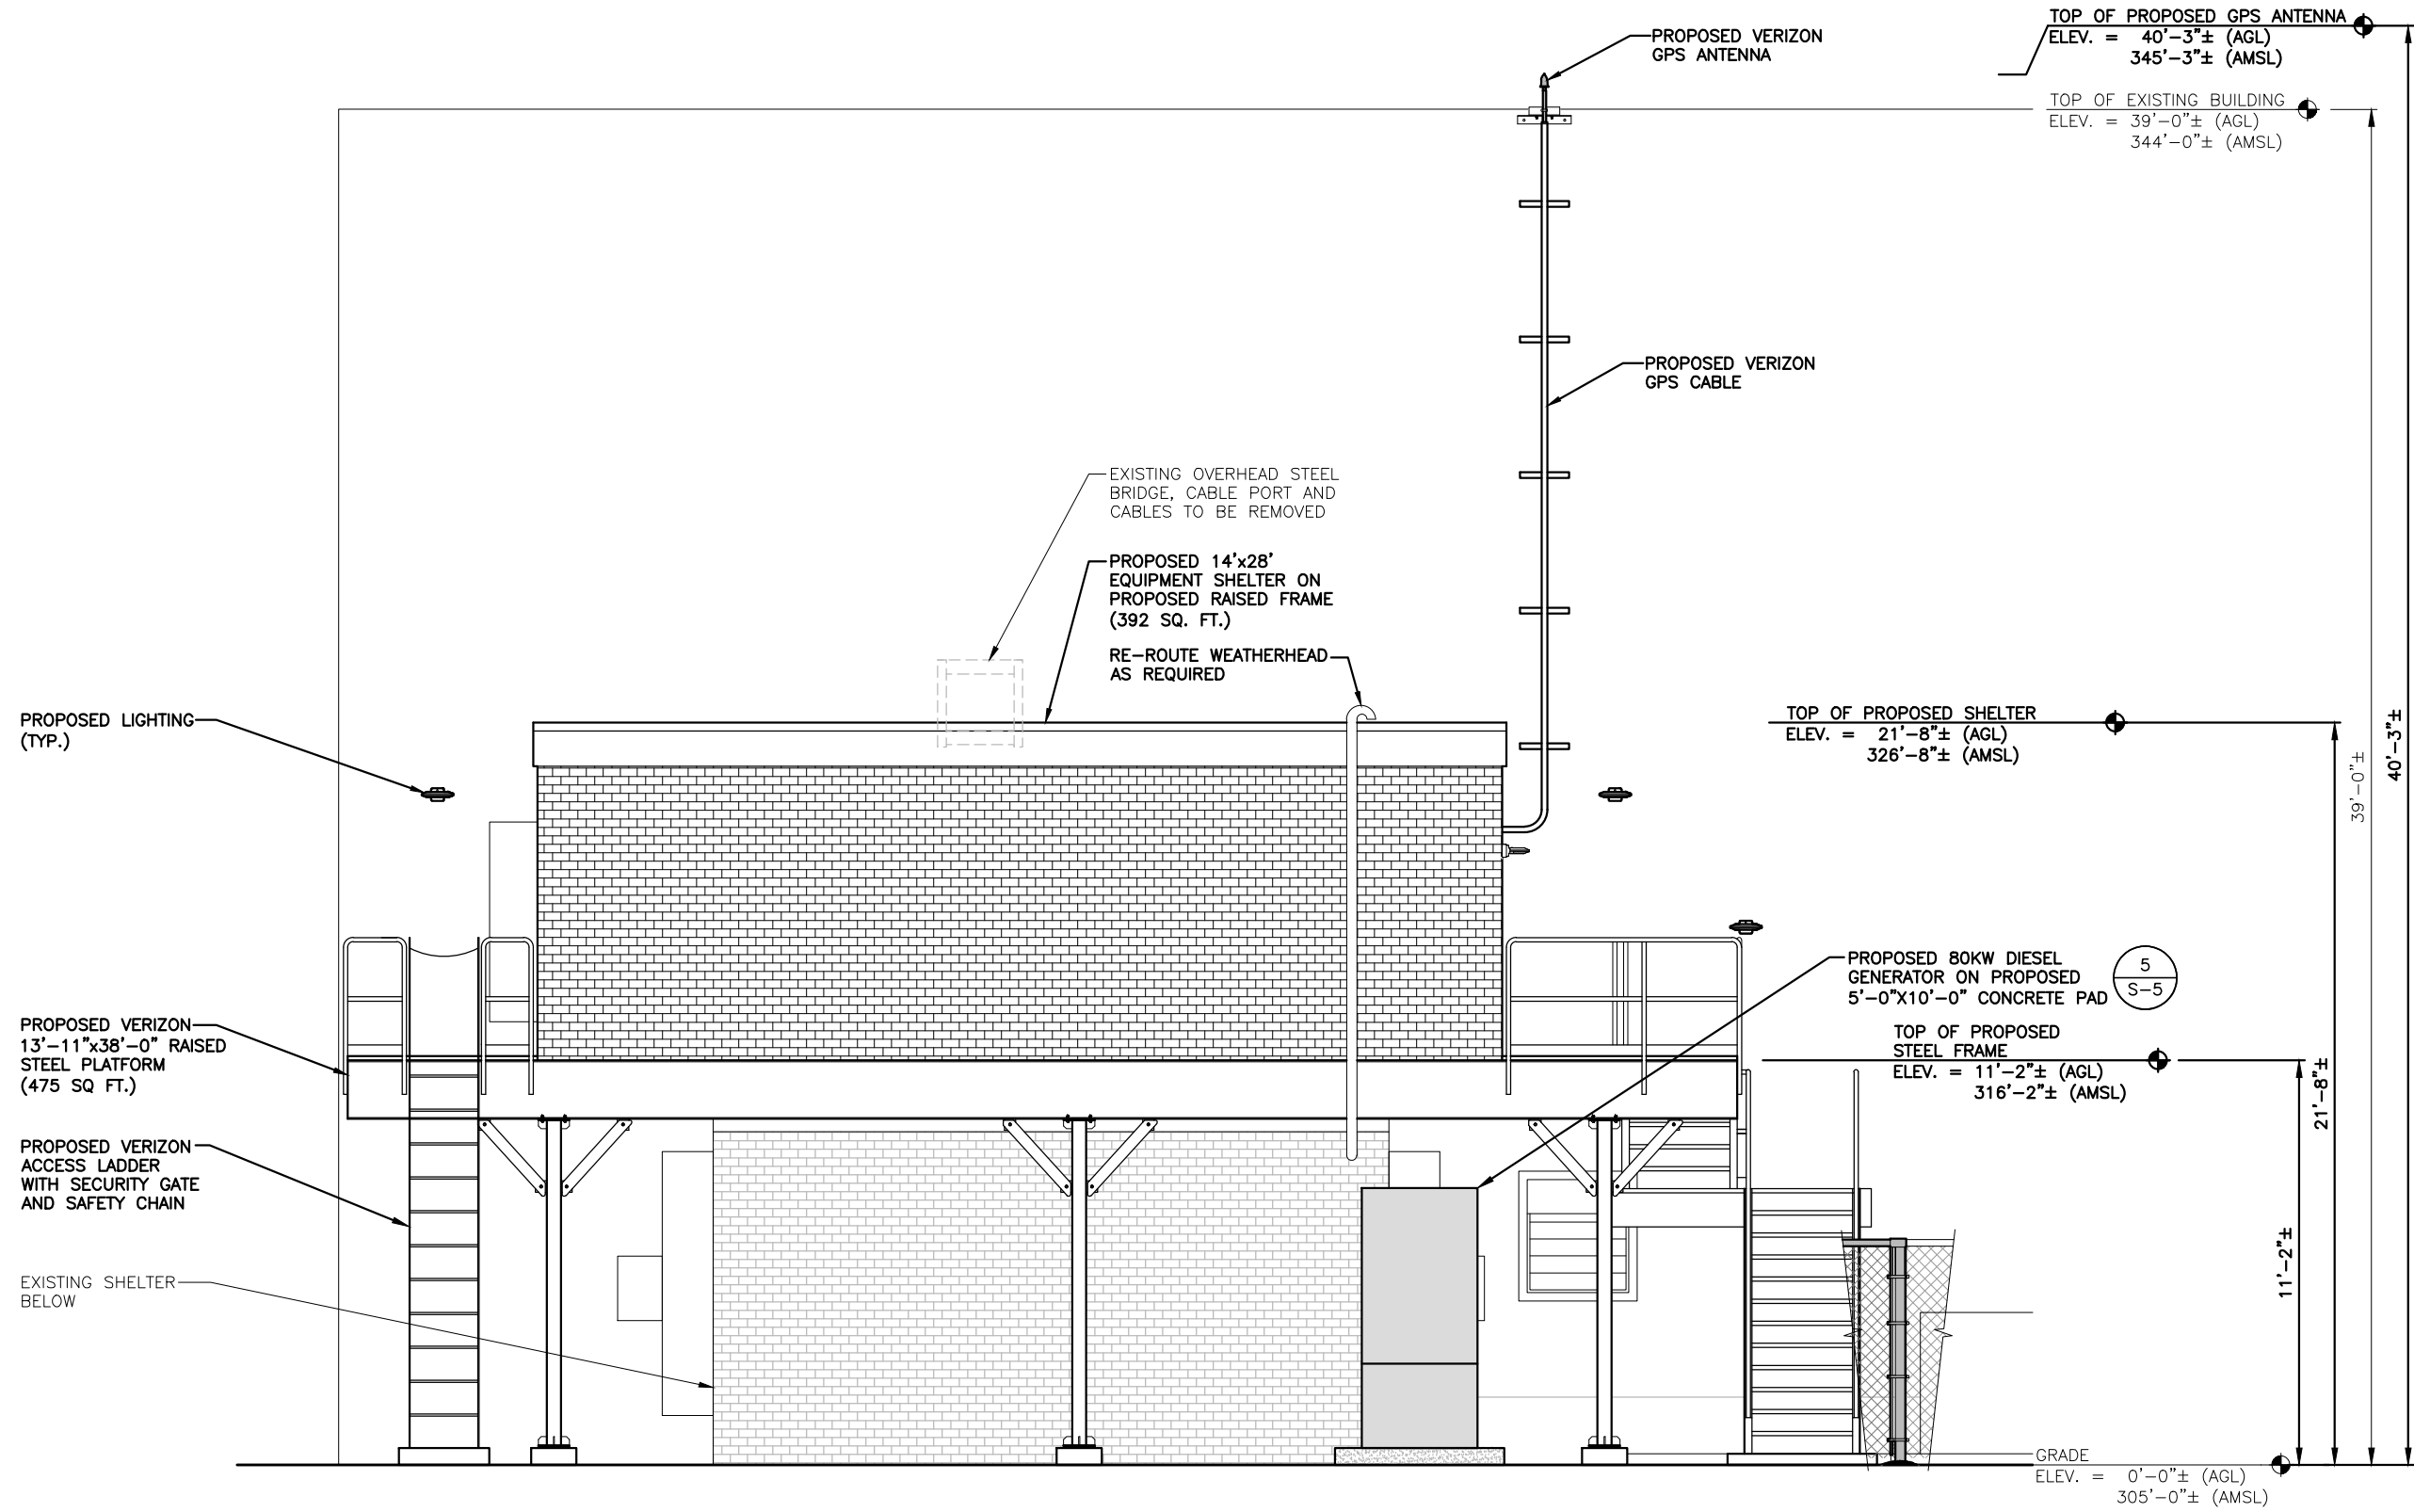 TOP OF PROPOSED GPS ANTENNA
ELEV. = 40'-3"± (AGL)
345'-3"± (AMSL)
PROPOSED VERIZON
GPS ANTENNA
TOP OF EXISTING BUILDING
ELEV. = 39'-0"± (AGL)
344'-0"± (AMSL)
PROPOSED VERIZON
GPS CABLE
EXISTING OVERHEAD STEEL
BRIDGE, CABLE PORT AND
CABLES TO BE REMOVED
PROPOSED 14'x28'
EQUIPMENT SHELTER ON
PROPOSED RAISED FRAME
(392 SQ. FT.)
RE-ROUTE WEATHERHEAD
AS REQUIRED
PROPOSED LIGHTING
(TYP.)
TOP OF PROPOSED SHELTER
ELEV. = 21'-8"± (AGL)
326'-8"± (AMSL)
39'-0"±
40'-3"±
PROPOSED 80KW DIESEL
GENERATOR ON PROPOSED
5'-0"X10'-0" CONCRETE PAD
5
S-5
PROPOSED VERIZON
13'-11"x38'-0" RAISED
STEEL PLATFORM
(475 SQ FT.)
TOP OF PROPOSED
STEEL FRAME
ELEV. = 11'-2"± (AGL)
316'-2"± (AMSL)
21'-8"±
PROPOSED VERIZON
ACCESS LADDER
WITH SECURITY GATE
AND SAFETY CHAIN
11'-2"±
EXISTING SHELTER
BELOW
GRADE
ELEV. = 0'-0"± (AGL)
305'-0"± (AMSL)